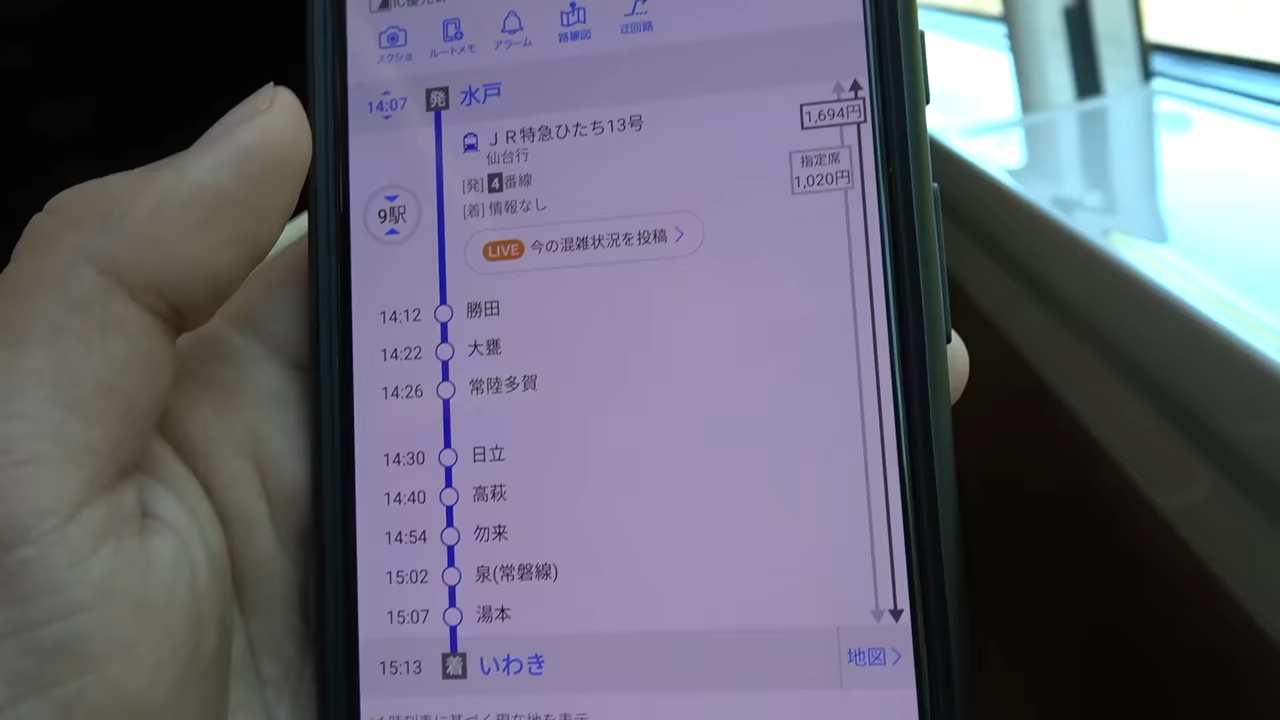 スクショ ルートメモ アラーム 路線図 迂回路
14:07 発 水戸
1,694円
JR特急ひたち13号
仙台行
指定席
1,020円
[発] 4番線
9駅
[着] 情報なし
LIVE 今の混雑状況を投稿
14:12 勝田
14:22 大甕
14:26 常陸多賀
14:30 日立
14:40 高萩
14:54 勿来
15:02 泉(常磐線)
15:07 湯本
15:13 着 いわき
地図